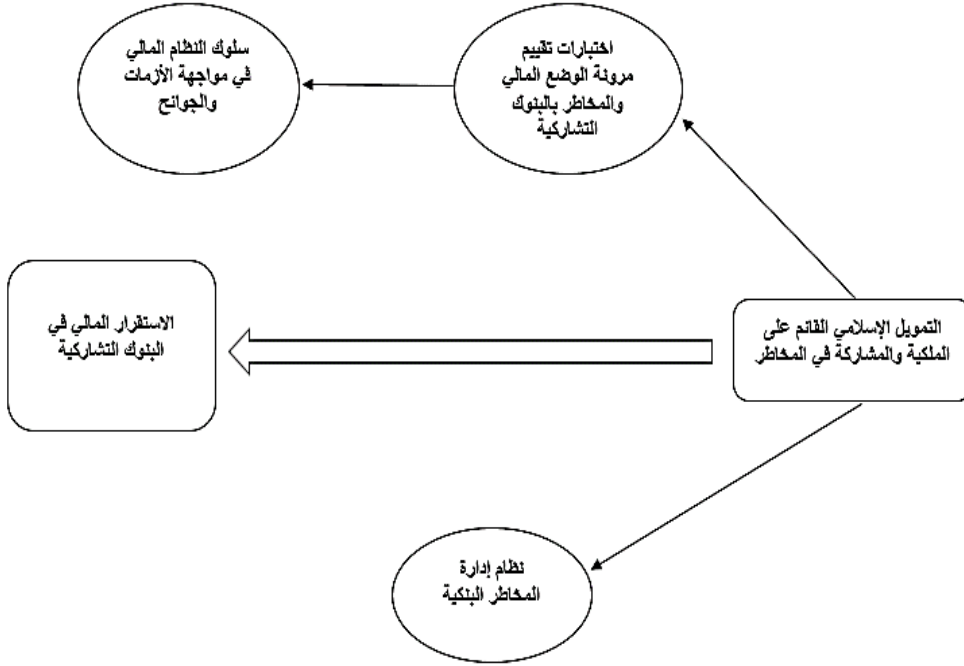 اختبارات تقييم
مرونة الوضع المالي
والمخاطر بالبنوك
التشاركية
سلوك النظام المالي
في مواجهة الأزمات
والجوائح
التمويل الإسلامي القائم على
الملكية والمشاركة في المخاطر
الاستقرار المالي في
البنوك التشاركية
نظام إدارة
المخاطر البنكية